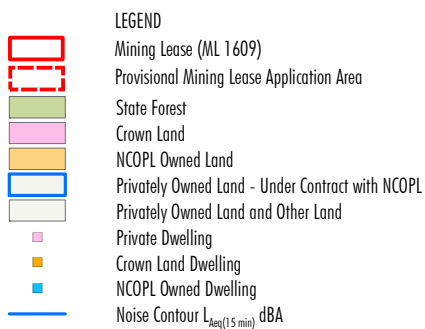 LEGEND
Mining Lease (ML 1609)
Provisional Mining Lease Application Area
State Forest
Crown Land
NCOPL Owned Land
Privately Owned Land - Under Contract with NCOPL
Privately Owned Land and Other Land
Private Dwelling
Crown Land Dwelling
NCOPL Owned Dwelling
Noise Contour LAeq(15 min) dBA